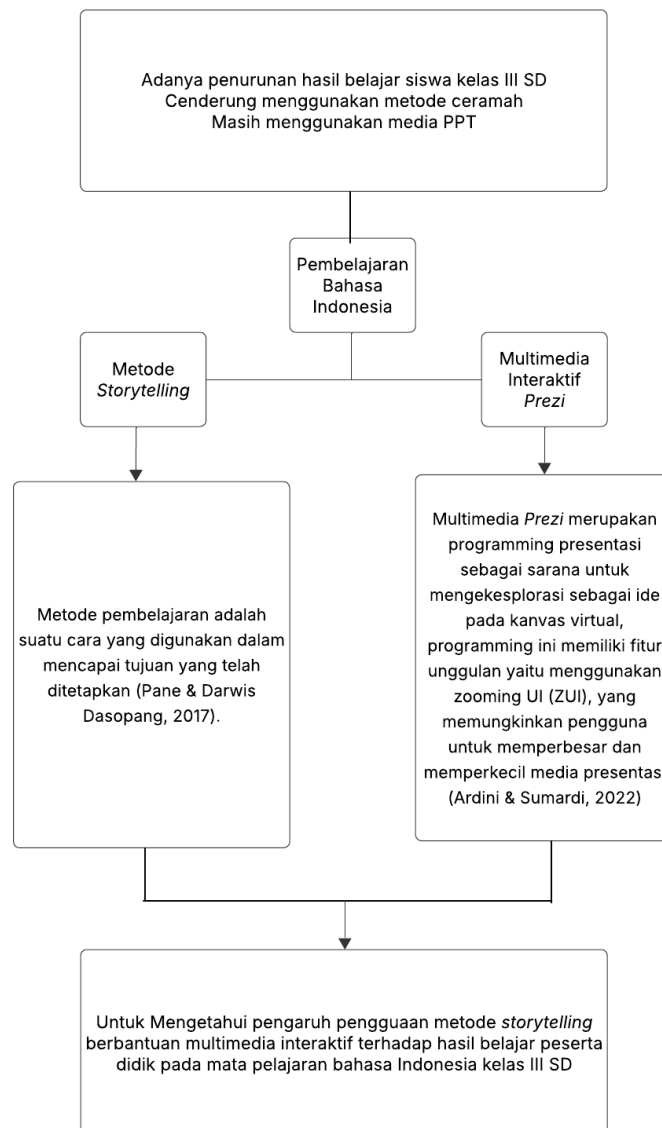 Adanya penurunan hasil belajar siswa kelas III SD
Cenderung menggunakan metode ceramah
Masih menggunakan media PPT
Pembelajaran
Bahasa
Indonesia
Metode
Storytelling
Multimedia
Interaktif
Prezi
Metode pembelajaran adalah
suatu cara yang digunakan dalam
mencapai tujuan yang telah
ditetapkan (Pane & Darwis
Dasopang, 2017).
Multimedia Prezi merupakan
programming presentasi
sebagai sarana untuk
mengekesplorasi sebagai ide
pada kanvas virtual,
programming ini memiliki fitur
unggulan yaitu menggunakan
zooming UI (ZUI), yang
memungkinkan pengguna
untuk memperbesar dan
memperkecil media presentas
(Ardini & Sumardi, 2022)
Untuk Mengetahui pengaruh pengguaan metode storytelling
berbantuan multimedia interaktif terhadap hasil belajar peserta
didik pada mata pelajaran bahasa Indonesia kelas III SD